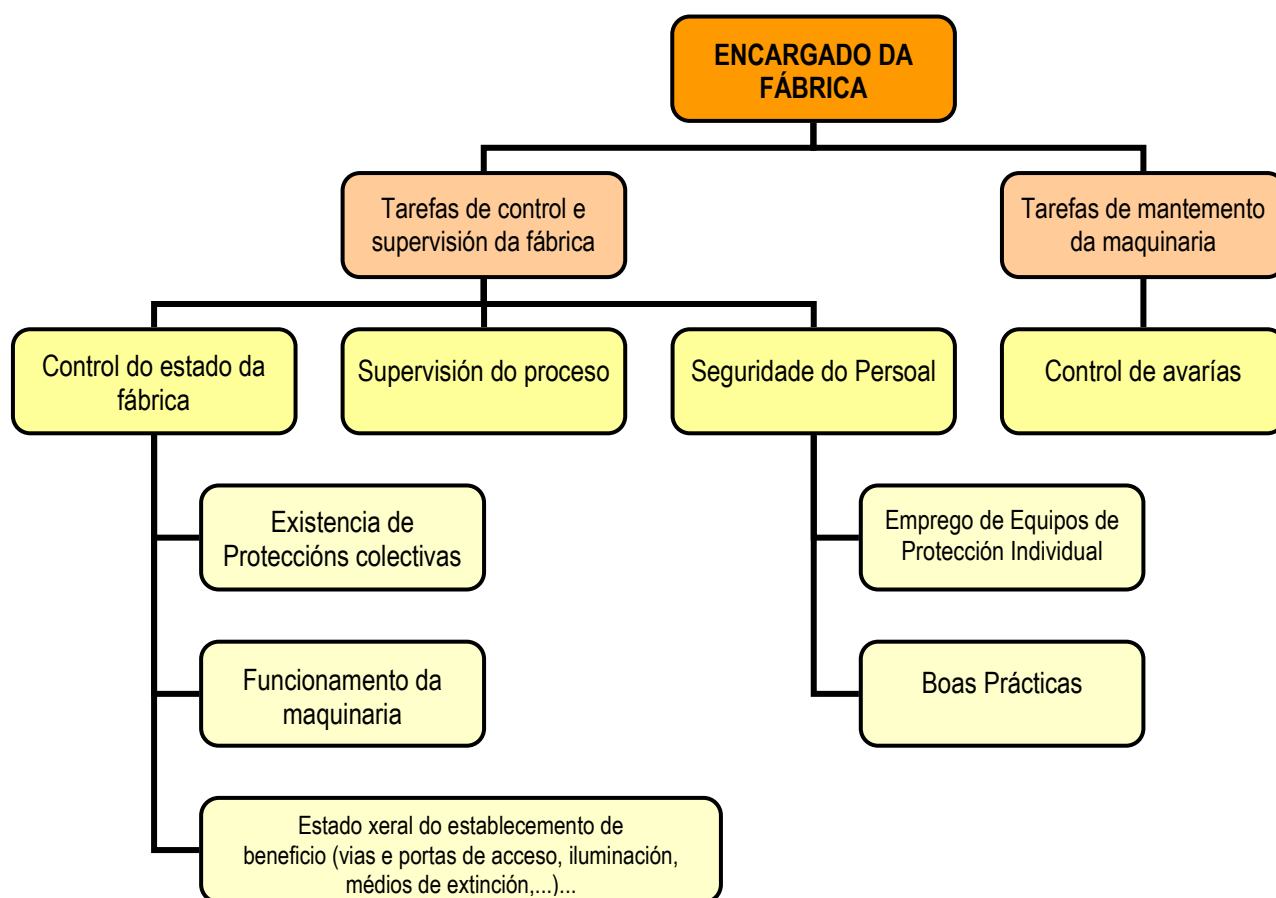 ENCARGADO DA
FÁBRICA
Tarefas de control e
supervisión da fábrica
Tarefas de mantemento
da maquinaria
Control do estado da
fábrica
Supervisión do proceso
Seguridade do Persoal
Control de avarías
Existencia de
Proteccións colectivas
Emprego de Equipos de
Protección Individual
Funcionamento da
maquinaria
Boas Prácticas
Estado xeral do establecemento de
beneficio (vias e portas de acceso, iluminación,
médios de extinción,...)...